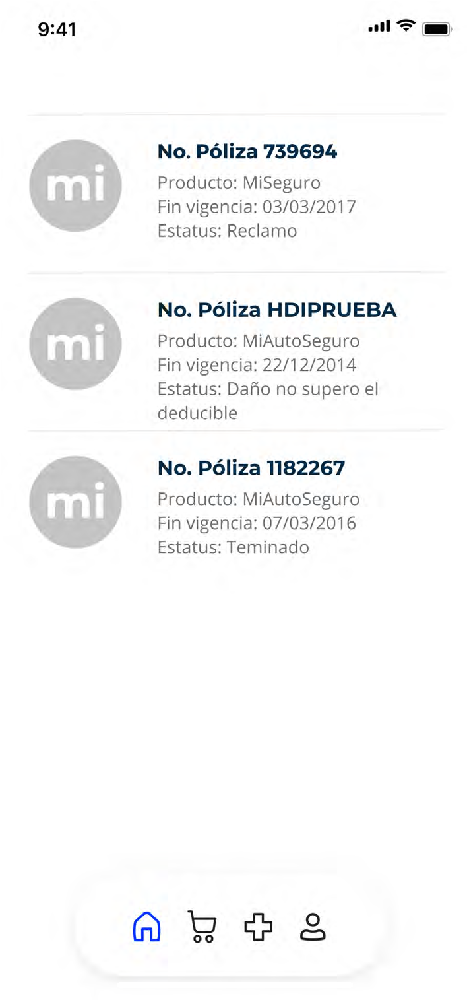 9:41
mi
No. Póliza 739694
Producto: MiSeguro
Fin vigencia: 03/03/2017
Estatus: Reclamo
mi
No. Póliza HDIPRUEBA
Producto: MiAutoSeguro
Fin vigencia: 22/12/2014
Estatus: Daño no supero el
deducible
mi
No. Póliza 1182267
Producto: MiAutoSeguro
Fin vigencia: 07/03/2016
Estatus: Teminado